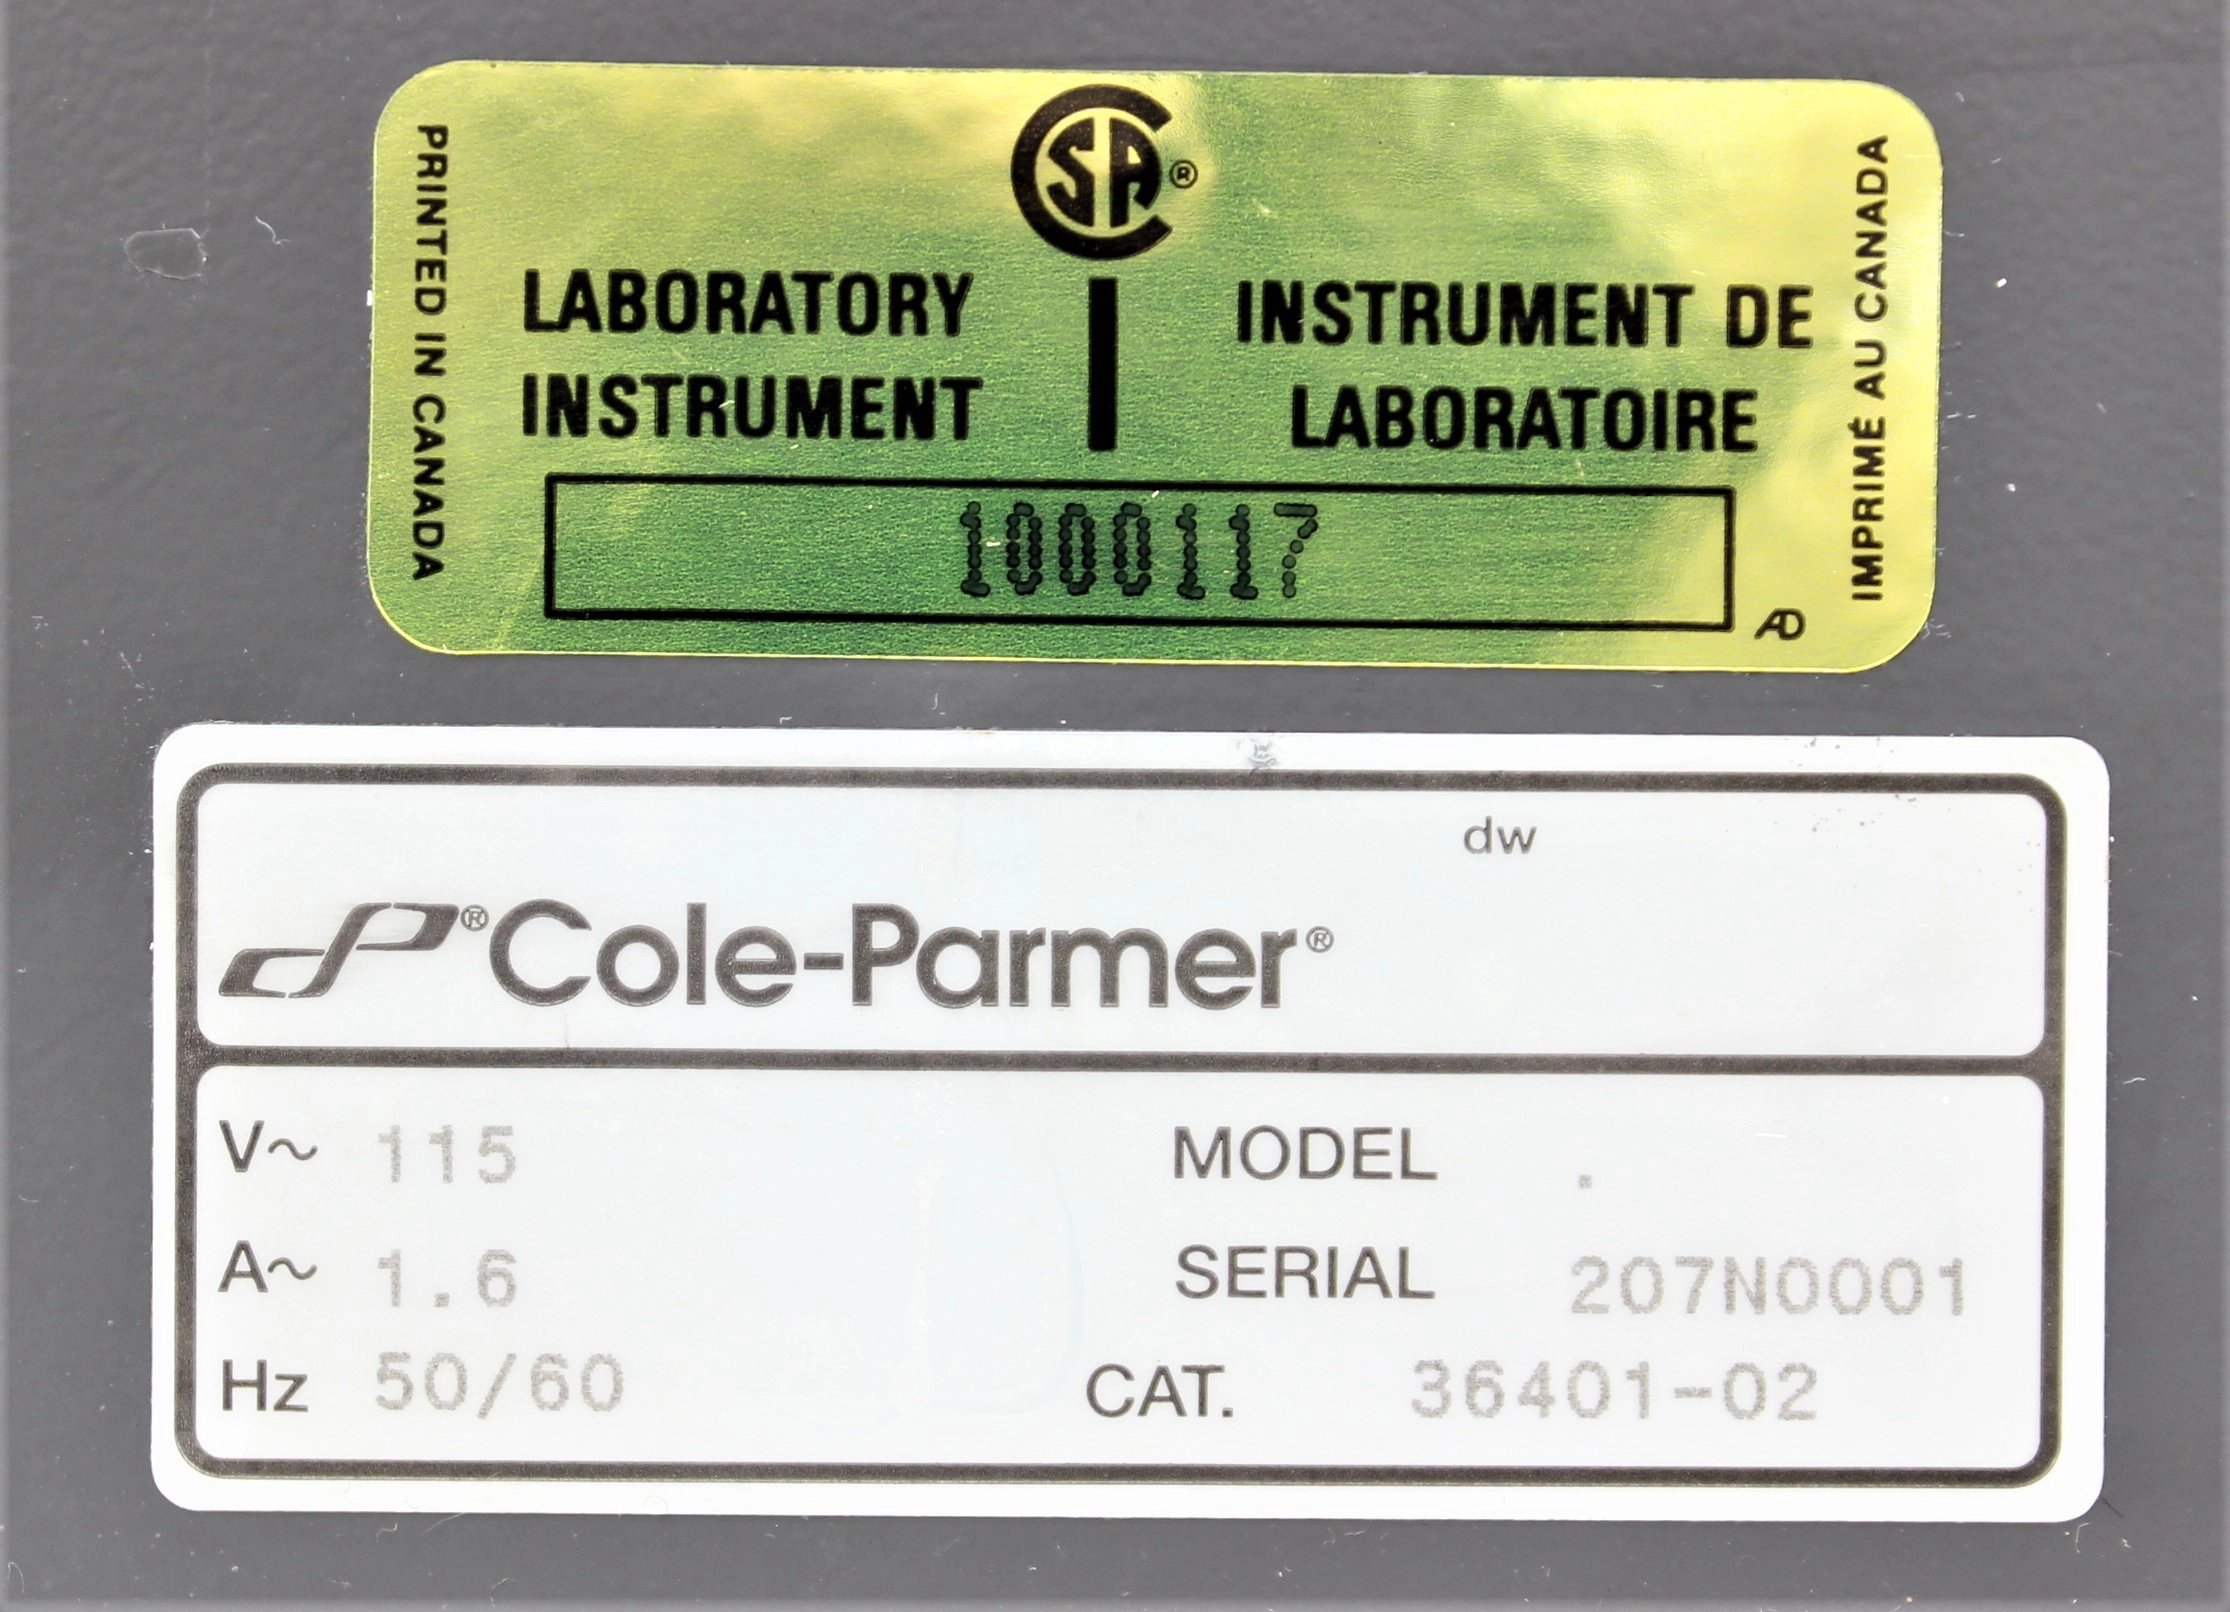 CSA®
PRINTED IN CANADA
LABORATORY
INSTRUMENT
INSTRUMENT DE
LABORATOIRE
IMPRIMÉ AU CANADA
1000117
AD
dw
CP® Cole-Parmer®
V~ 115
MODEL .
A~ 1.6
SERIAL 207N0001
Hz 50/60
CAT. 36401-02